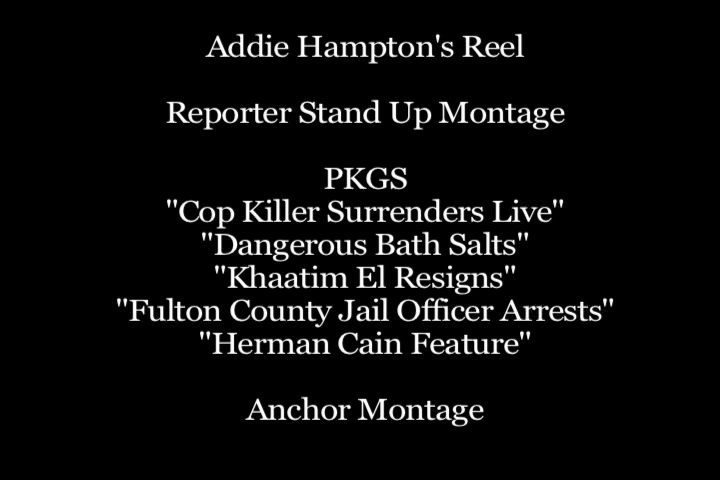 Addie Hampton's Reel
Reporter Stand Up Montage
PKGS
"Cop Killer Surrenders Live"
"Dangerous Bath Salts"
"Khaatim El Resigns"
"Fulton County Jail Officer Arrests"
"Herman Cain Feature"
Anchor Montage